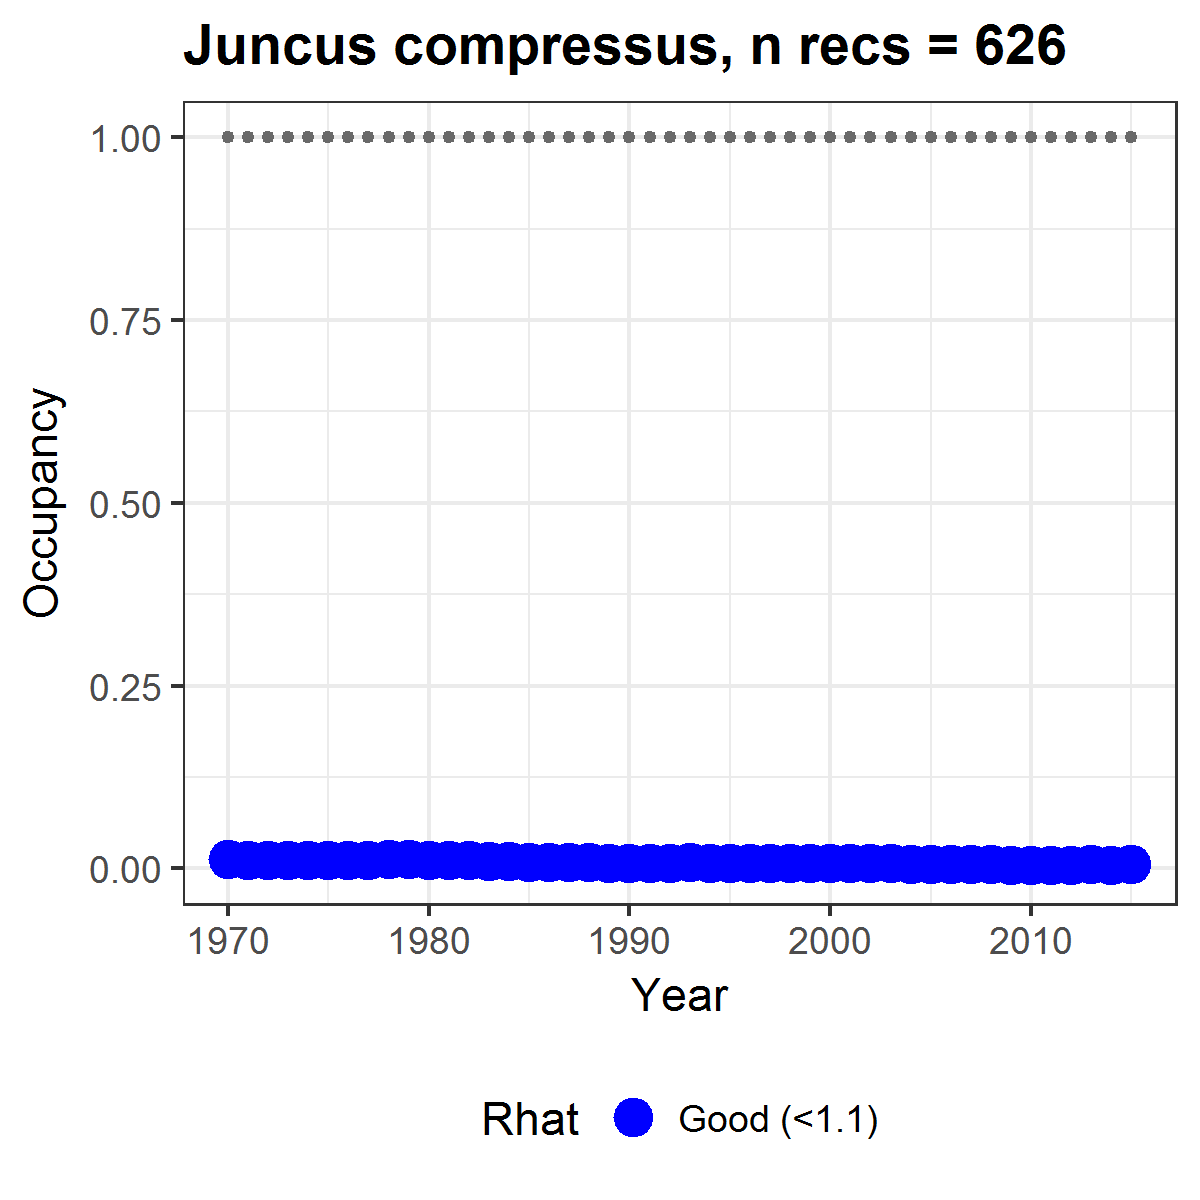 Juncus compressus, n recs = 626
1.00
0.75
0.50
0.25
0.00
Occupancy
1970 1980 1990 2000 2010
Year
Rhat Good (<1.1)